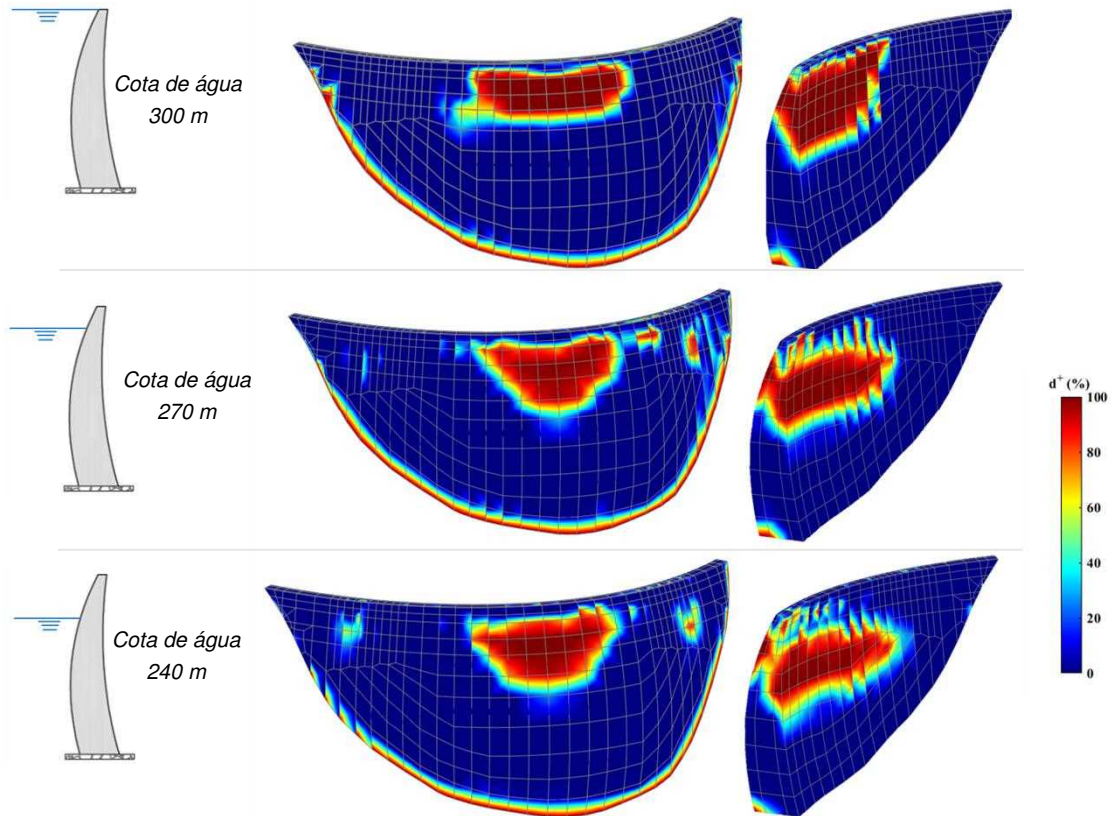 Cota de água
300 m
Cota de água
270 m
d⁺ (%)
100
80
60
40
20
0
Cota de água
240 m